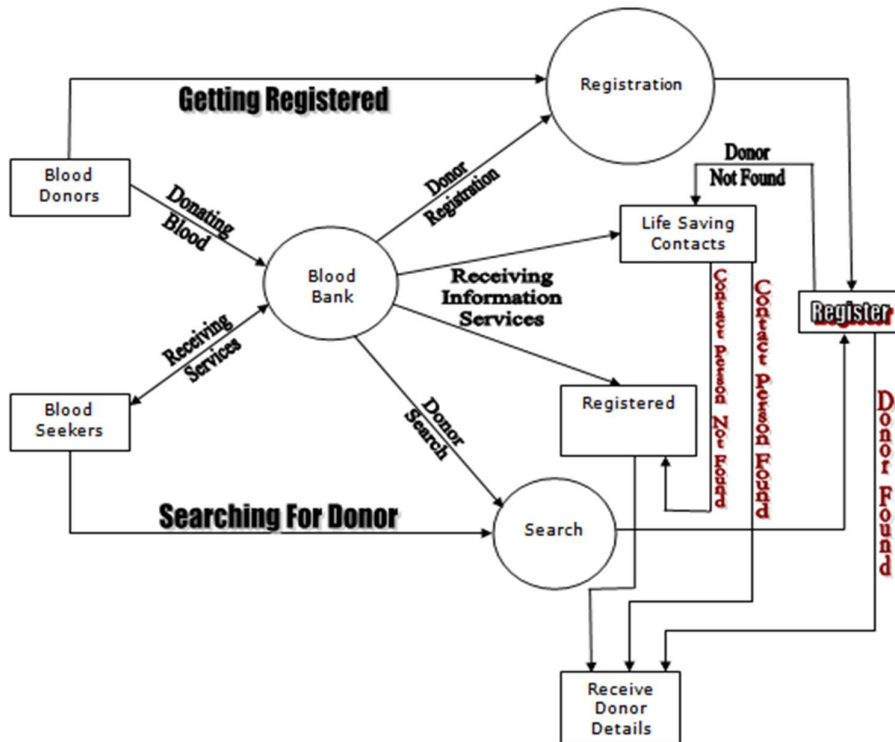 Registration
Getting Registered
Donor
Not Found
Blood
Donors
Donor
Registration
Donating
Blood
Life Saving
Contacts
Blood
Bank
Receiving
Information
Services
Register
Receiving
Services
Contact Person Not Found
Contact Person Found
Donor Found
Blood
Seekers
Registered
Donor
Search
Searching For Donor
Search
Receive
Donor
Details